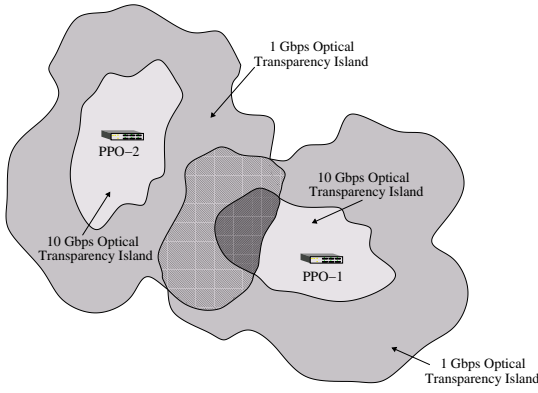 1 Gbps Optical
Transparency Island
PPO−2
10 Gbps Optical
Transparency Island
10 Gbps Optical
Transparency Island
PPO−1
1 Gbps Optical
Transparency Island